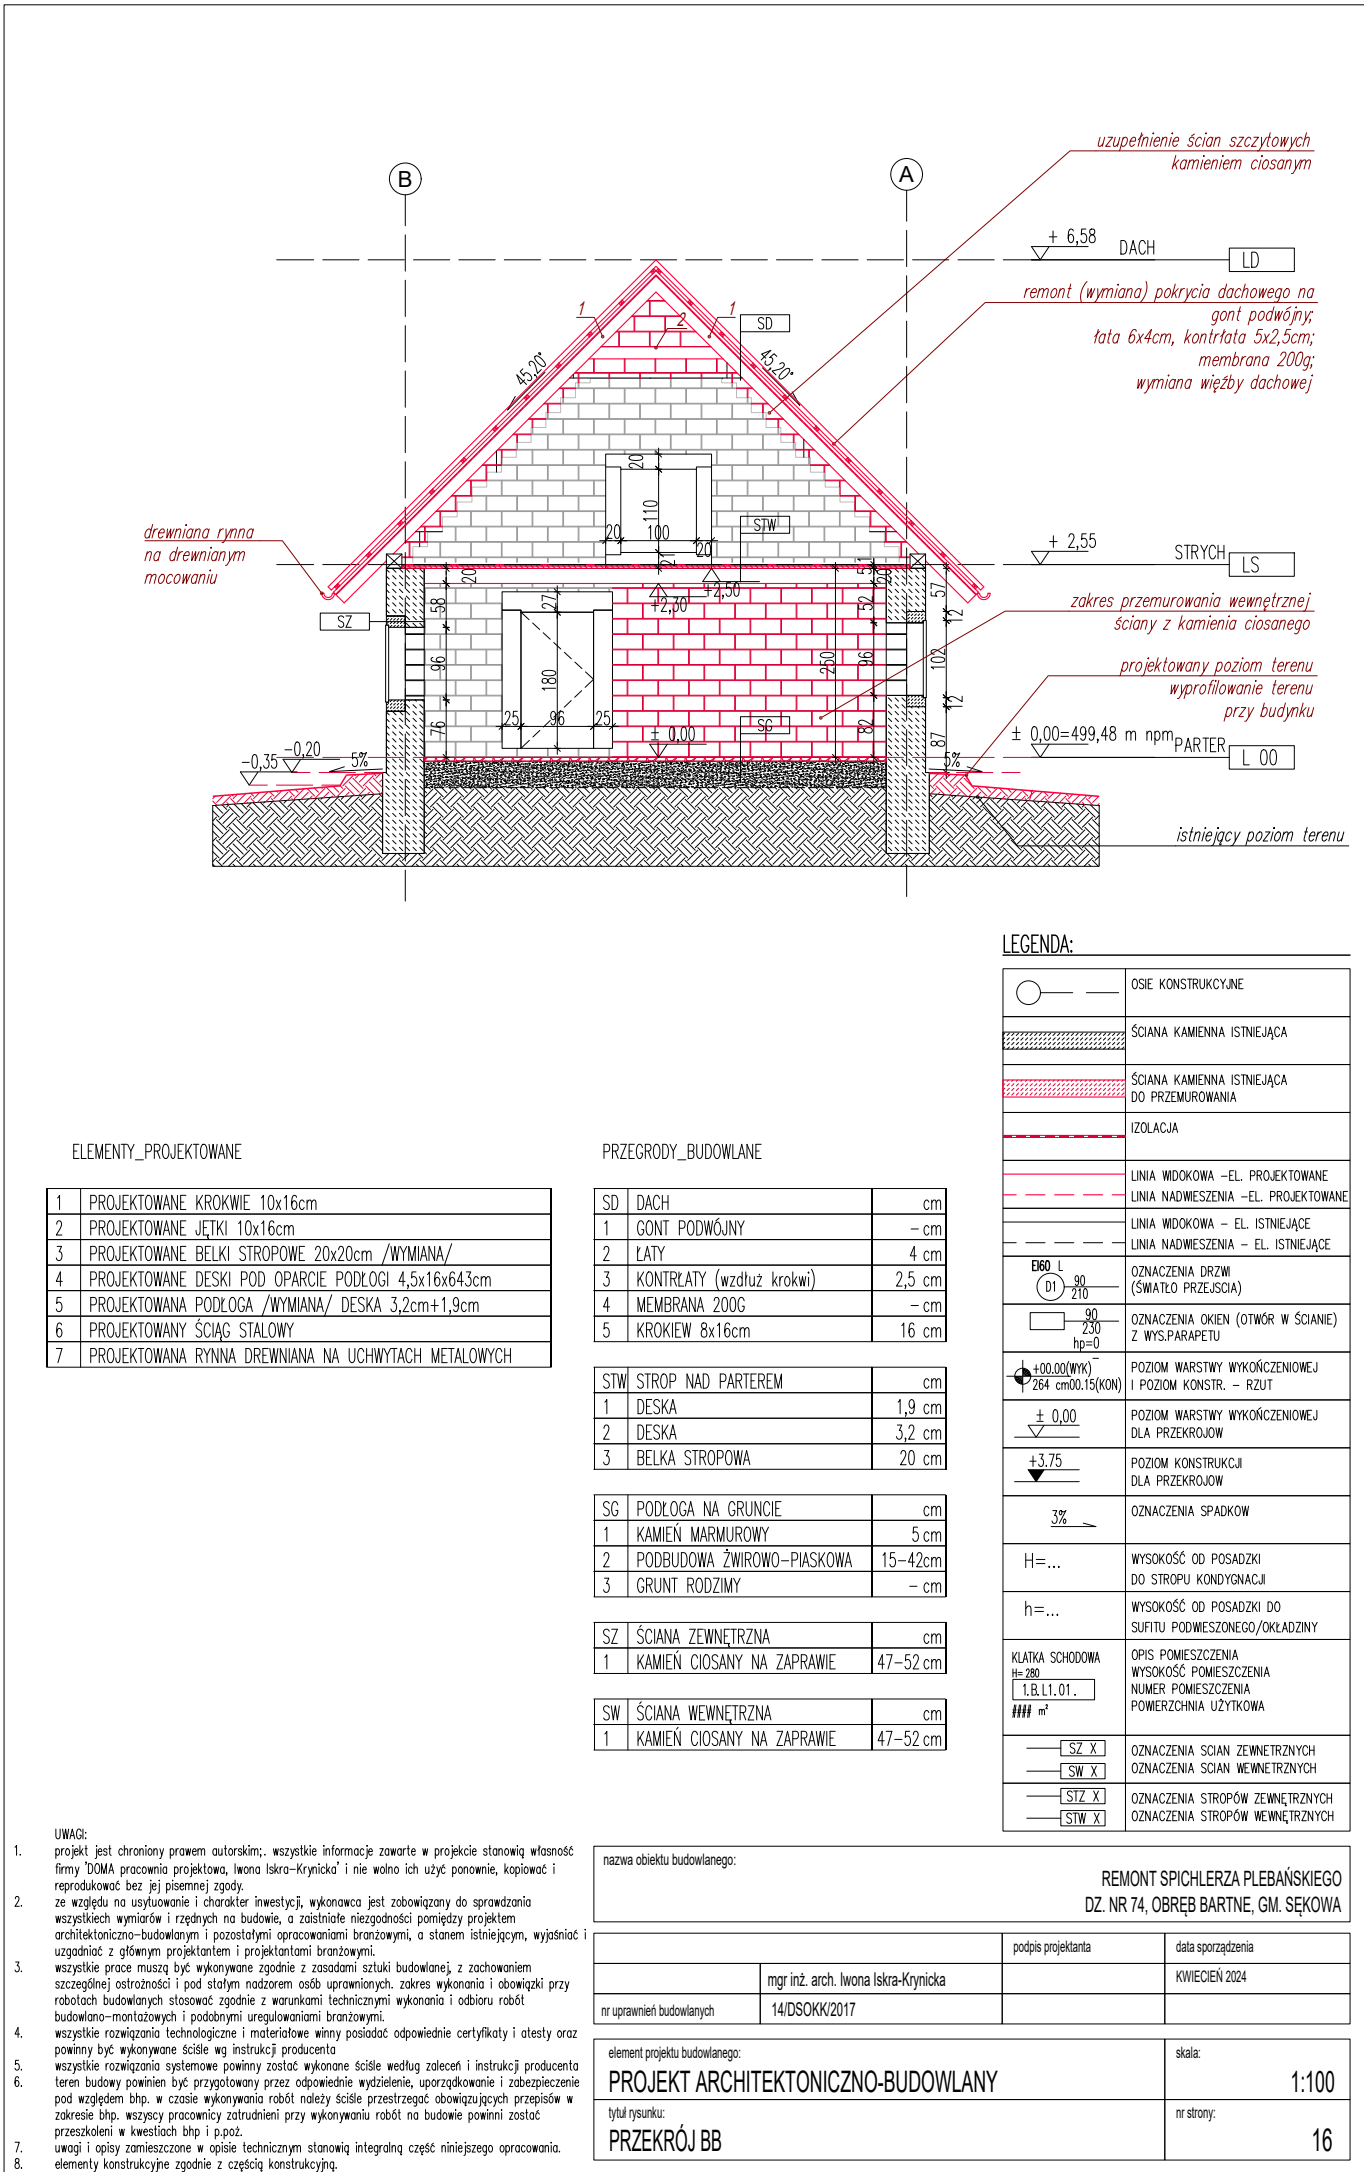 B
A
uzupełnienie ścian szczytowych
kamieniem ciosanym
+ 6,58
DACH
LD
remont (wymiana) pokrycia dachowego na
gont podwójny;
łata 6x4cm, kontrłata 5x2,5cm;
membrana 200g;
wymiana więźby dachowej
1
2
1
SD
45,20°
45,20°
20
110
20
100
20
21
STW
drewniana rynna
na drewnianym
mocowaniu
+ 2,55
STRYCH
LS
20
58
27
+2,30
+2,50
51
20
52
57
12
SZ
zakres przemurowania wewnętrznej
ściany z kamienia ciosanego
96
180
250
96
102
projektowany poziom terenu
wyprofilowanie terenu
przy budynku
76
25
96
25
SG
82
12
87
± 0,00
± 0,00=499,48 m npm
PARTER
L 00
-0,35
-0,20
5%
5%
istniejący poziom terenu
LEGENDA:
OSIE KONSTRUKCYJNE
ŚCIANA KAMIENNA ISTNIEJĄCA
ŚCIANA KAMIENNA ISTNIEJĄCA
DO PRZEMUROWANIA
IZOLACJA
LINIA WIDOKOWA -EL. PROJEKTOWANE
LINIA NADWIESZENIA -EL. PROJEKTOWANE
LINIA WIDOKOWA - EL. ISTNIEJĄCE
LINIA NADWIESZENIA - EL. ISTNIEJĄCE
EI60 L
D1
90
210
OZNACZENIA DRZWI
(ŚWIATŁO PRZEJSCIA)
90
230
hp=0
OZNACZENIA OKIEN (OTWÓR W ŚCIANIE)
Z WYS.PARAPETU
+00.00(WYK)
264 cm00.15(KON)
POZIOM WARSTWY WYKOŃCZENIOWEJ
I POZIOM KONSTR. - RZUT
± 0,00
POZIOM WARSTWY WYKOŃCZENIOWEJ
DLA PRZEKROJOW
+3.75
POZIOM KONSTRUKCJI
DLA PRZEKROJOW
3%
OZNACZENIA SPADKOW
H=...
WYSOKOŚĆ OD POSADZKI
DO STROPU KONDYGNACJI
h=...
WYSOKOŚĆ OD POSADZKI DO
SUFITU PODWIESZONEGO/OKŁADZINY
KLATKA SCHODOWA
H= 280
1.B.L1.01.
#### m²
OPIS POMIESZCZENIA
WYSOKOŚĆ POMIESZCZENIA
NUMER POMIESZCZENIA
POWIERZCHNIA UŻYTKOWA
SZ X
SW X
OZNACZENIA SCIAN ZEWNETRZNYCH
OZNACZENIA SCIAN WEWNETRZNYCH
STZ X
STW X
OZNACZENIA STROPÓW ZEWNĘTRZNYCH
OZNACZENIA STROPÓW WEWNĘTRZNYCH
ELEMENTY_PROJEKTOWANE
1 PROJEKTOWANE KROKWIE 10x16cm
2 PROJEKTOWANE JĘTKI 10x16cm
3 PROJEKTOWANE BELKI STROPOWE 20x20cm /WYMIANA/
4 PROJEKTOWANE DESKI POD OPARCIE PODŁOGI 4,5x16x643cm
5 PROJEKTOWANA PODŁOGA /WYMIANA/ DESKA 3,2cm+1,9cm
6 PROJEKTOWANY ŚCIĄG STALOWY
7 PROJEKTOWANA RYNNA DREWNIANA NA UCHWYTACH METALOWYCH
PRZEGRODY_BUDOWLANE
SD DACH cm
1 GONT PODWÓJNY - cm
2 ŁATY 4 cm
3 KONTRŁATY (wzdłuż krokwi) 2,5 cm
4 MEMBRANA 200G - cm
5 KROKIEW 8x16cm 16 cm
STW STROP NAD PARTEREM cm
1 DESKA 1,9 cm
2 DESKA 3,2 cm
3 BELKA STROPOWA 20 cm
SG PODŁOGA NA GRUNCIE cm
1 KAMIEŃ MARMUROWY 5 cm
2 PODBUDOWA ŻWIROWO-PIASKOWA 15-42cm
3 GRUNT RODZIMY - cm
SZ ŚCIANA ZEWNĘTRZNA cm
1 KAMIEŃ CIOSANY NA ZAPRAWIE 47-52 cm
SW ŚCIANA WEWNĘTRZNA cm
1 KAMIEŃ CIOSANY NA ZAPRAWIE 47-52 cm
UWAGI:
1. projekt jest chroniony prawem autorskim;. wszystkie informacje zawarte w projekcie stanowią własność
firmy 'DOMA pracownia projektowa, Iwona Iskra-Krynicka' i nie wolno ich użyć ponownie, kopiować i
reprodukować bez jej pisemnej zgody.
2. ze względu na usytuowanie i charakter inwestycji, wykonawca jest zobowiązany do sprawdzania
wszystkiech wymiarów i rzędnych na budowie, a zaistniałe niezgodności pomiędzy projektem
architektoniczno-budowlanym i pozostałymi opracowaniami branżowymi, a stanem istniejącym, wyjaśniać i
uzgadniać z głównym projektantem i projektantami branżowymi.
3. wszystkie prace muszą być wykonywane zgodnie z zasadami sztuki budowlanej, z zachowaniem
szczególnej ostrożności i pod stałym nadzorem osób uprawnionych. zakres wykonania i obowiązki przy
robotach budowlanych stosować zgodnie z warunkami technicznymi wykonania i odbioru robót
budowlano-montażowych i podobnymi uregulowaniami branżowymi.
4. wszystkie rozwiązania technologiczne i materiałowe winny posiadać odpowiednie certyfikaty i atesty oraz
powinny być wykonywane ściśle wg instrukcji producenta
5. wszystkie rozwiązania systemowe powinny zostać wykonane ściśle według zaleceń i instrukcji producenta
6. teren budowy powinien być przygotowany przez odpowiednie wydzielenie, uporządkowanie i zabezpieczenie
pod względem bhp. w czasie wykonywania robót należy ściśle przestrzegać obowiązujących przepisów w
zakresie bhp. wszyscy pracownicy zatrudnieni przy wykonywaniu robót na budowie powinni zostać
przeszkoleni w kwestiach bhp i p.poż.
7. uwagi i opisy zamieszczone w opisie technicznym stanowią integralną część niniejszego opracowania.
8. elementy konstrukcyjne zgodnie z częścią konstrukcyjną.
nazwa obiektu budowlanego:
REMONT SPICHLERZA PLEBAŃSKIEGO
DZ. NR 74, OBRĘB BARTNE, GM. SĘKOWA
podpis projektanta
data sporządzenia
mgr inż. arch. Iwona Iskra-Krynicka
KWIECIEŃ 2024
nr uprawnień budowlanych
14/DSOKK/2017
element projektu budowlanego:
PROJEKT ARCHITEKTONICZNO-BUDOWLANY
skala:
1:100
tytuł rysunku:
PRZEKRÓJ BB
nr strony:
16